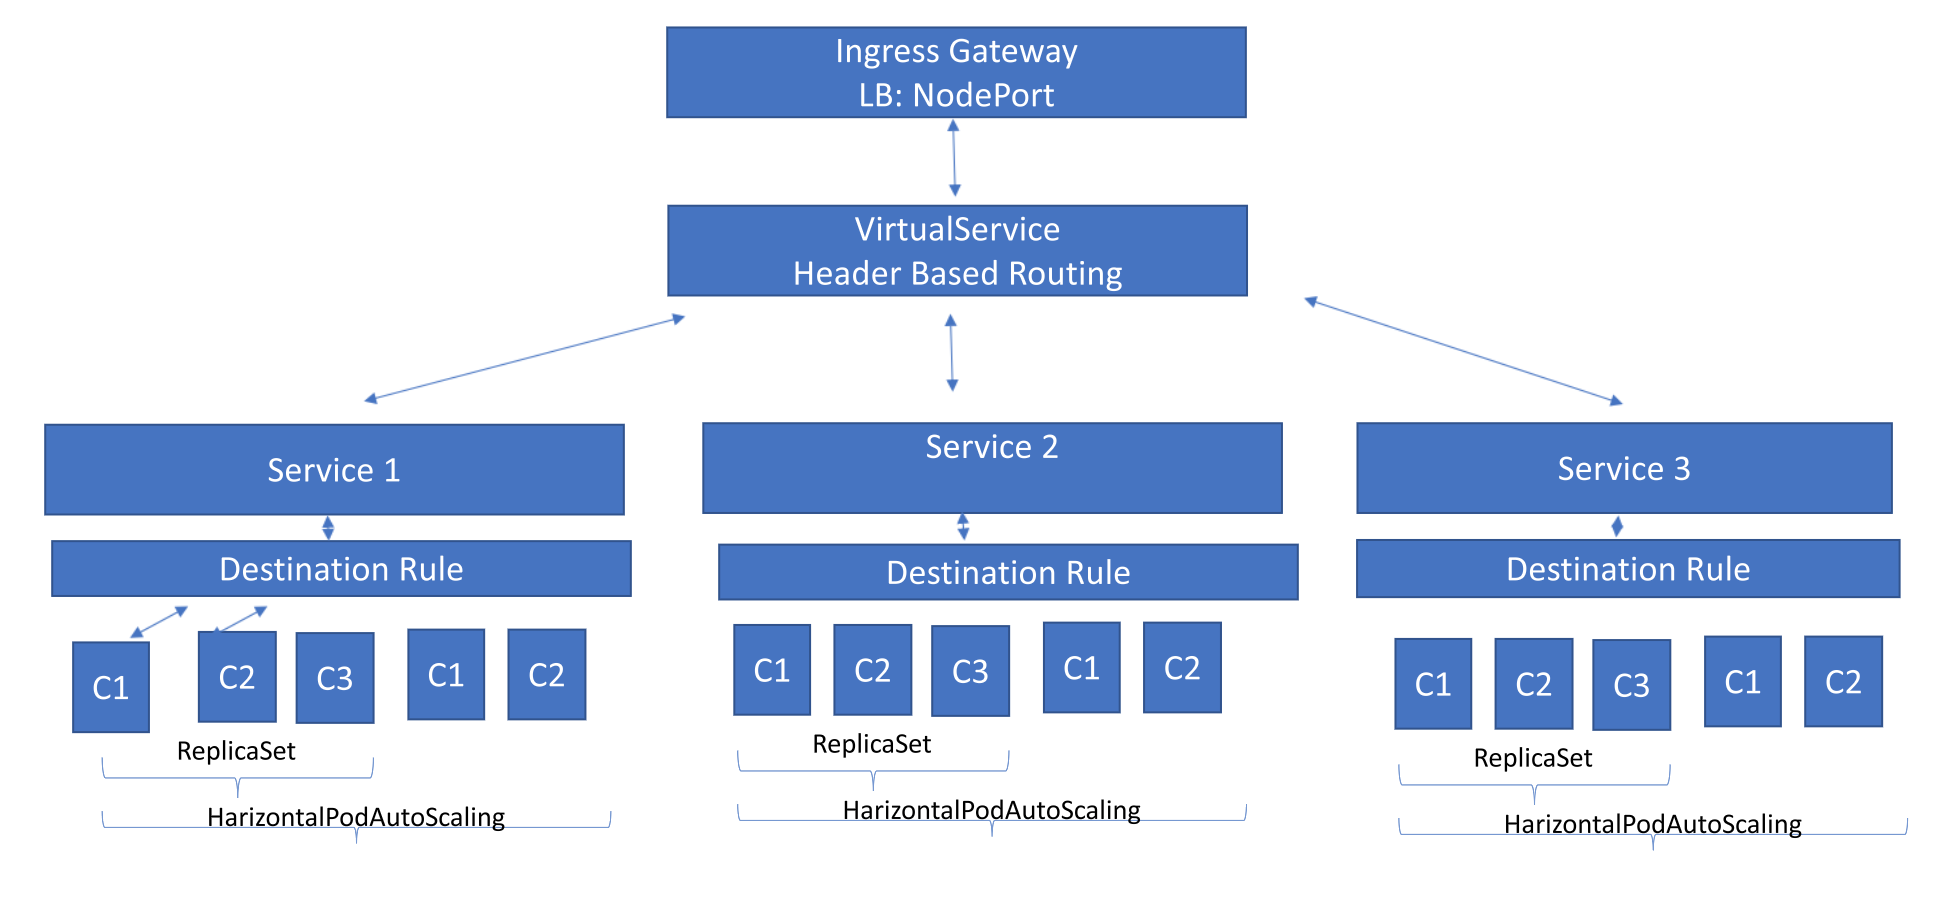 Ingress Gateway
LB: NodePort
VirtualService
Header Based Routing
Service 1
Service 2
Service 3
Destination Rule
Destination Rule
Destination Rule
C1
C2
C3
C1
C2
C1
C2
C3
C1
C2
C1
C2
C3
C1
C2
ReplicaSet
ReplicaSet
ReplicaSet
HarizontalPodAutoScaling
HarizontalPodAutoScaling
HarizontalPodAutoScaling